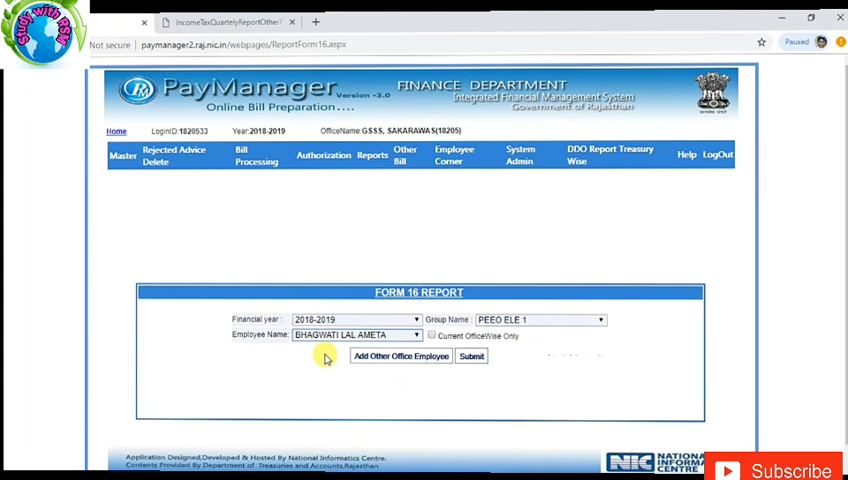 Study with RSM
IncomeTaxQuartelyReportOther
Not secure paymanager2.raj.nic.in/webpages/ReportForm16.aspx
Paused
PM PayManager Version -3.0
Online Bill Preparation....
FINANCE DEPARTMENT
Integrated Financial Management System
Government of Rajasthan
Home LoginID:1820533 Year:2018-2019 OfficeName:GSSS, SAKARAWAS(18205)
Master Rejected Advice Delete Bill Processing Authorization Reports Other Bill Employee Corner System Admin DDO Report Treasury Wise Help LogOut
FORM 16 REPORT
Financial year : 2018-2019 Group Name : PEEO ELE 1
Employee Name: BHAGWATI LAL AMETA Current OfficeWise Only
Add Other Office Employee Submit
Application Designed,Developed & Hosted By National Informatics Centre.
Contents Provided By Department of Treasuries and Accounts,Rajasthan
NIC NATIONAL
INFORMA
CENTRE
Subscribe